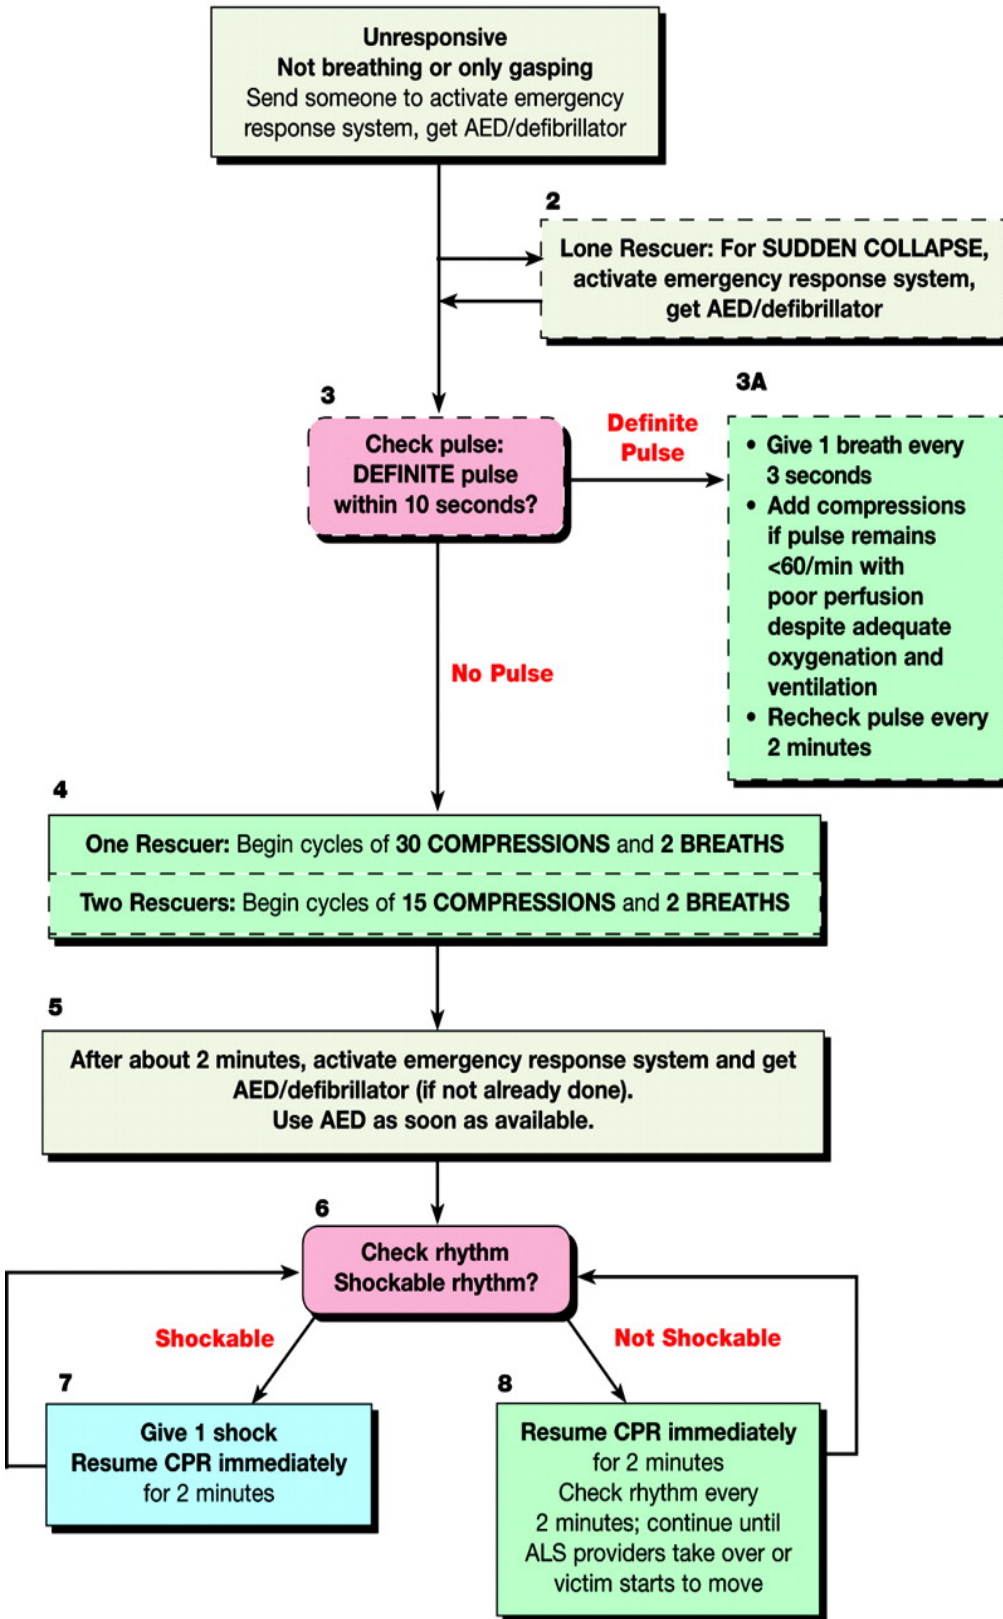 Unresponsive
Not breathing or only gasping
Send someone to activate emergency
response system, get AED/defibrillator
2
Lone Rescuer: For SUDDEN COLLAPSE,
activate emergency response system,
get AED/defibrillator
3
Check pulse:
DEFINITE pulse
within 10 seconds?
Definite
Pulse
3A
• Give 1 breath every
3 seconds
• Add compressions
if pulse remains
<60/min with
poor perfusion
despite adequate
oxygenation and
ventilation
• Recheck pulse every
2 minutes
No Pulse
4
One Rescuer: Begin cycles of 30 COMPRESSIONS and 2 BREATHS
Two Rescuers: Begin cycles of 15 COMPRESSIONS and 2 BREATHS
5
After about 2 minutes, activate emergency response system and get
AED/defibrillator (if not already done).
Use AED as soon as available.
6
Check rhythm
Shockable rhythm?
Shockable
Not Shockable
7
Give 1 shock
Resume CPR immediately
for 2 minutes
8
Resume CPR immediately
for 2 minutes
Check rhythm every
2 minutes; continue until
ALS providers take over or
victim starts to move